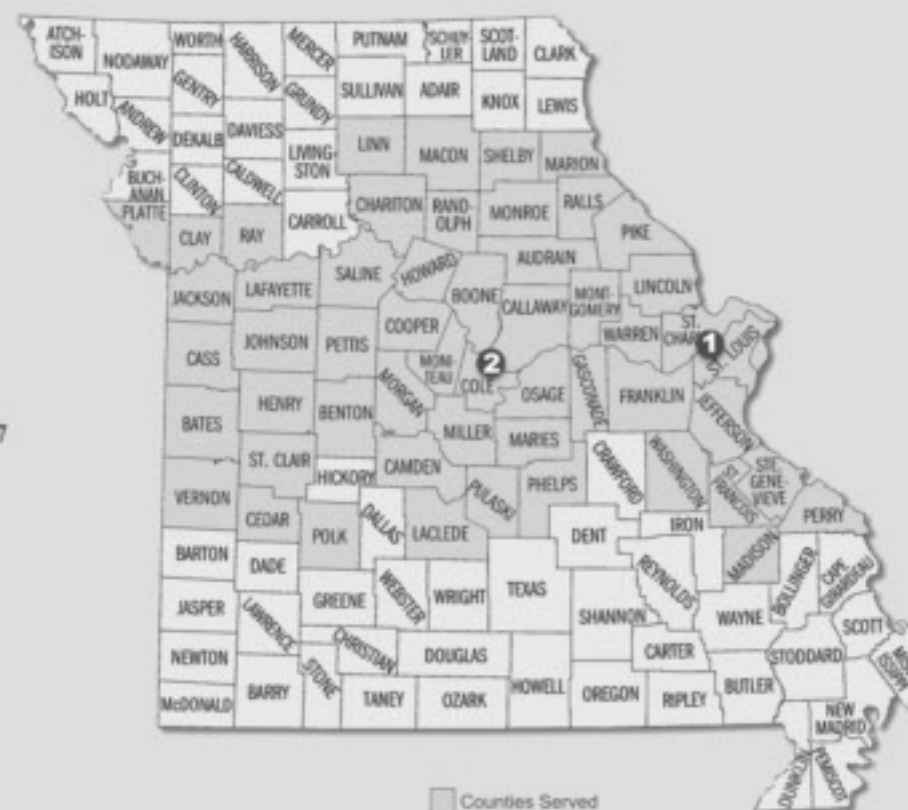 ATCH-
ISON
NODAWAY
WORTH
HARRISON
MERCER
PUTNAM
SCHUY-
LER
SCOT-
LAND
CLARK
HOLT
GENTRY
SULLIVAN
ADAIR
KNOX
LEWIS
ANDREW
DEKALB
DAVIESS
GRUNDY
LIVING-
STON
LINN
MACON
SHELBY
MARION
BUCH-
ANAN
CLINTON
CALDWELL
PLATTE
CLAY
RAY
CARROLL
CHARITON
RAND-
OLPH
MONROE
RALLS
PIKE
AUDRAIN
JACKSON
LAFAYETTE
SALINE
HOWARD
BOONE
CALLAWAY
MONT-
GOMERY
LINCOLN
WARREN
ST.
CHARL
1
ST. LOUIS
CASS
JOHNSON
PETTIS
COOPER
MONI-
TEAU
2
COLE
OSAGE
GASCONADE
FRANKLIN
JEFFERSON
7
BATES
HENRY
BENTON
MORGAN
MILLER
MARIES
ST. CLAIR
HICKORY
CAMDEN
PULASKI
PHELPS
CRAWFORD
WASHINGTON
ST.
FRANCOIS
STE.
GENE-
VIEVE
PERRY
VERNON
CEDAR
POLK
DALLAS
LACLEDE
DENT
IRON
MADISON
BOLLINGER
CAPE
GIRARDEAU
BARTON
DADE
GREENE
WEBSTER
WRIGHT
TEXAS
REYNOLDS
WAYNE
SCOTT
JASPER
LAWRENCE
CHRISTIAN
DOUGLAS
SHANNON
CARTER
STODDARD
MIS
SISSIPPI
NEWTON
BARRY
STONE
TANEY
OZARK
HOWELL
OREGON
RIPLEY
BUTLER
McDONALD
NEW
MADRID
DUNKLIN
PEMISCOT
Counties Served